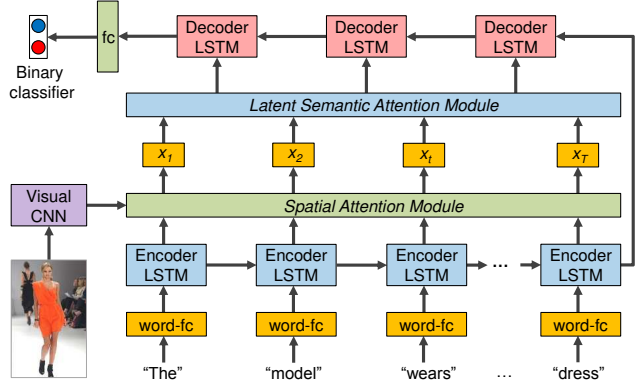 fc
Decoder
LSTM
Decoder
LSTM
Decoder
LSTM
Binary
classifier
Latent Semantic Attention Module
x1
x2
xt
xT
Visual
CNN
Spatial Attention Module
Encoder
LSTM
Encoder
LSTM
Encoder
LSTM
...
Encoder
LSTM
word-fc
word-fc
word-fc
word-fc
“The”
“model”
“wears”
...
“dress”